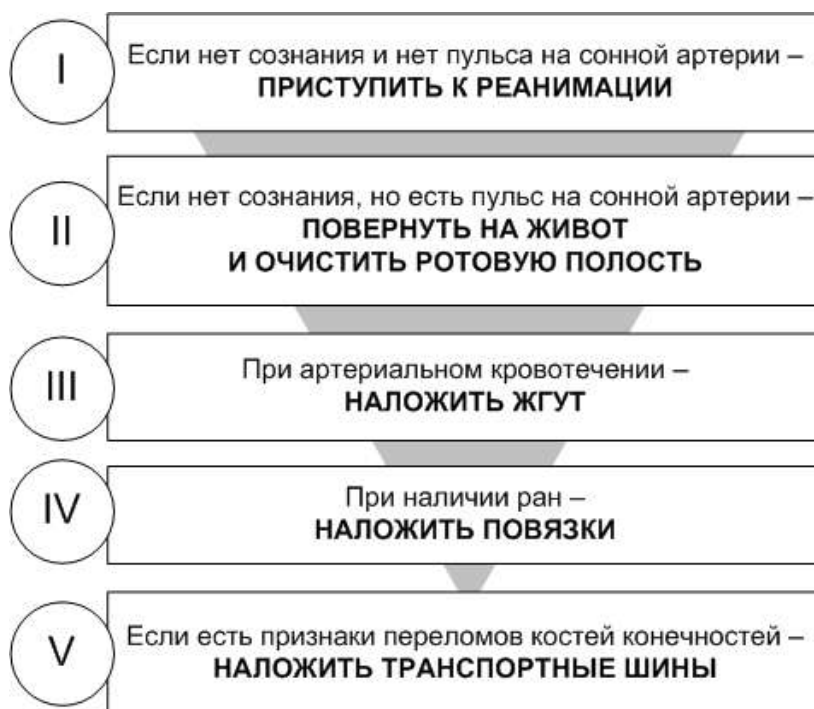 I
Если нет сознания и нет пульса на сонной артерии –
ПРИСТУПИТЬ К РЕАНИМАЦИИ
II
Если нет сознания, но есть пульс на сонной артерии –
ПОВЕРНУТЬ НА ЖИВОТ
И ОЧИСТИТЬ РОТОВУЮ ПОЛОСТЬ
III
При артериальном кровотечении –
НАЛОЖИТЬ ЖГУТ
IV
При наличии ран –
НАЛОЖИТЬ ПОВЯЗКИ
V
Если есть признаки переломов костей конечностей –
НАЛОЖИТЬ ТРАНСПОРТНЫЕ ШИНЫ